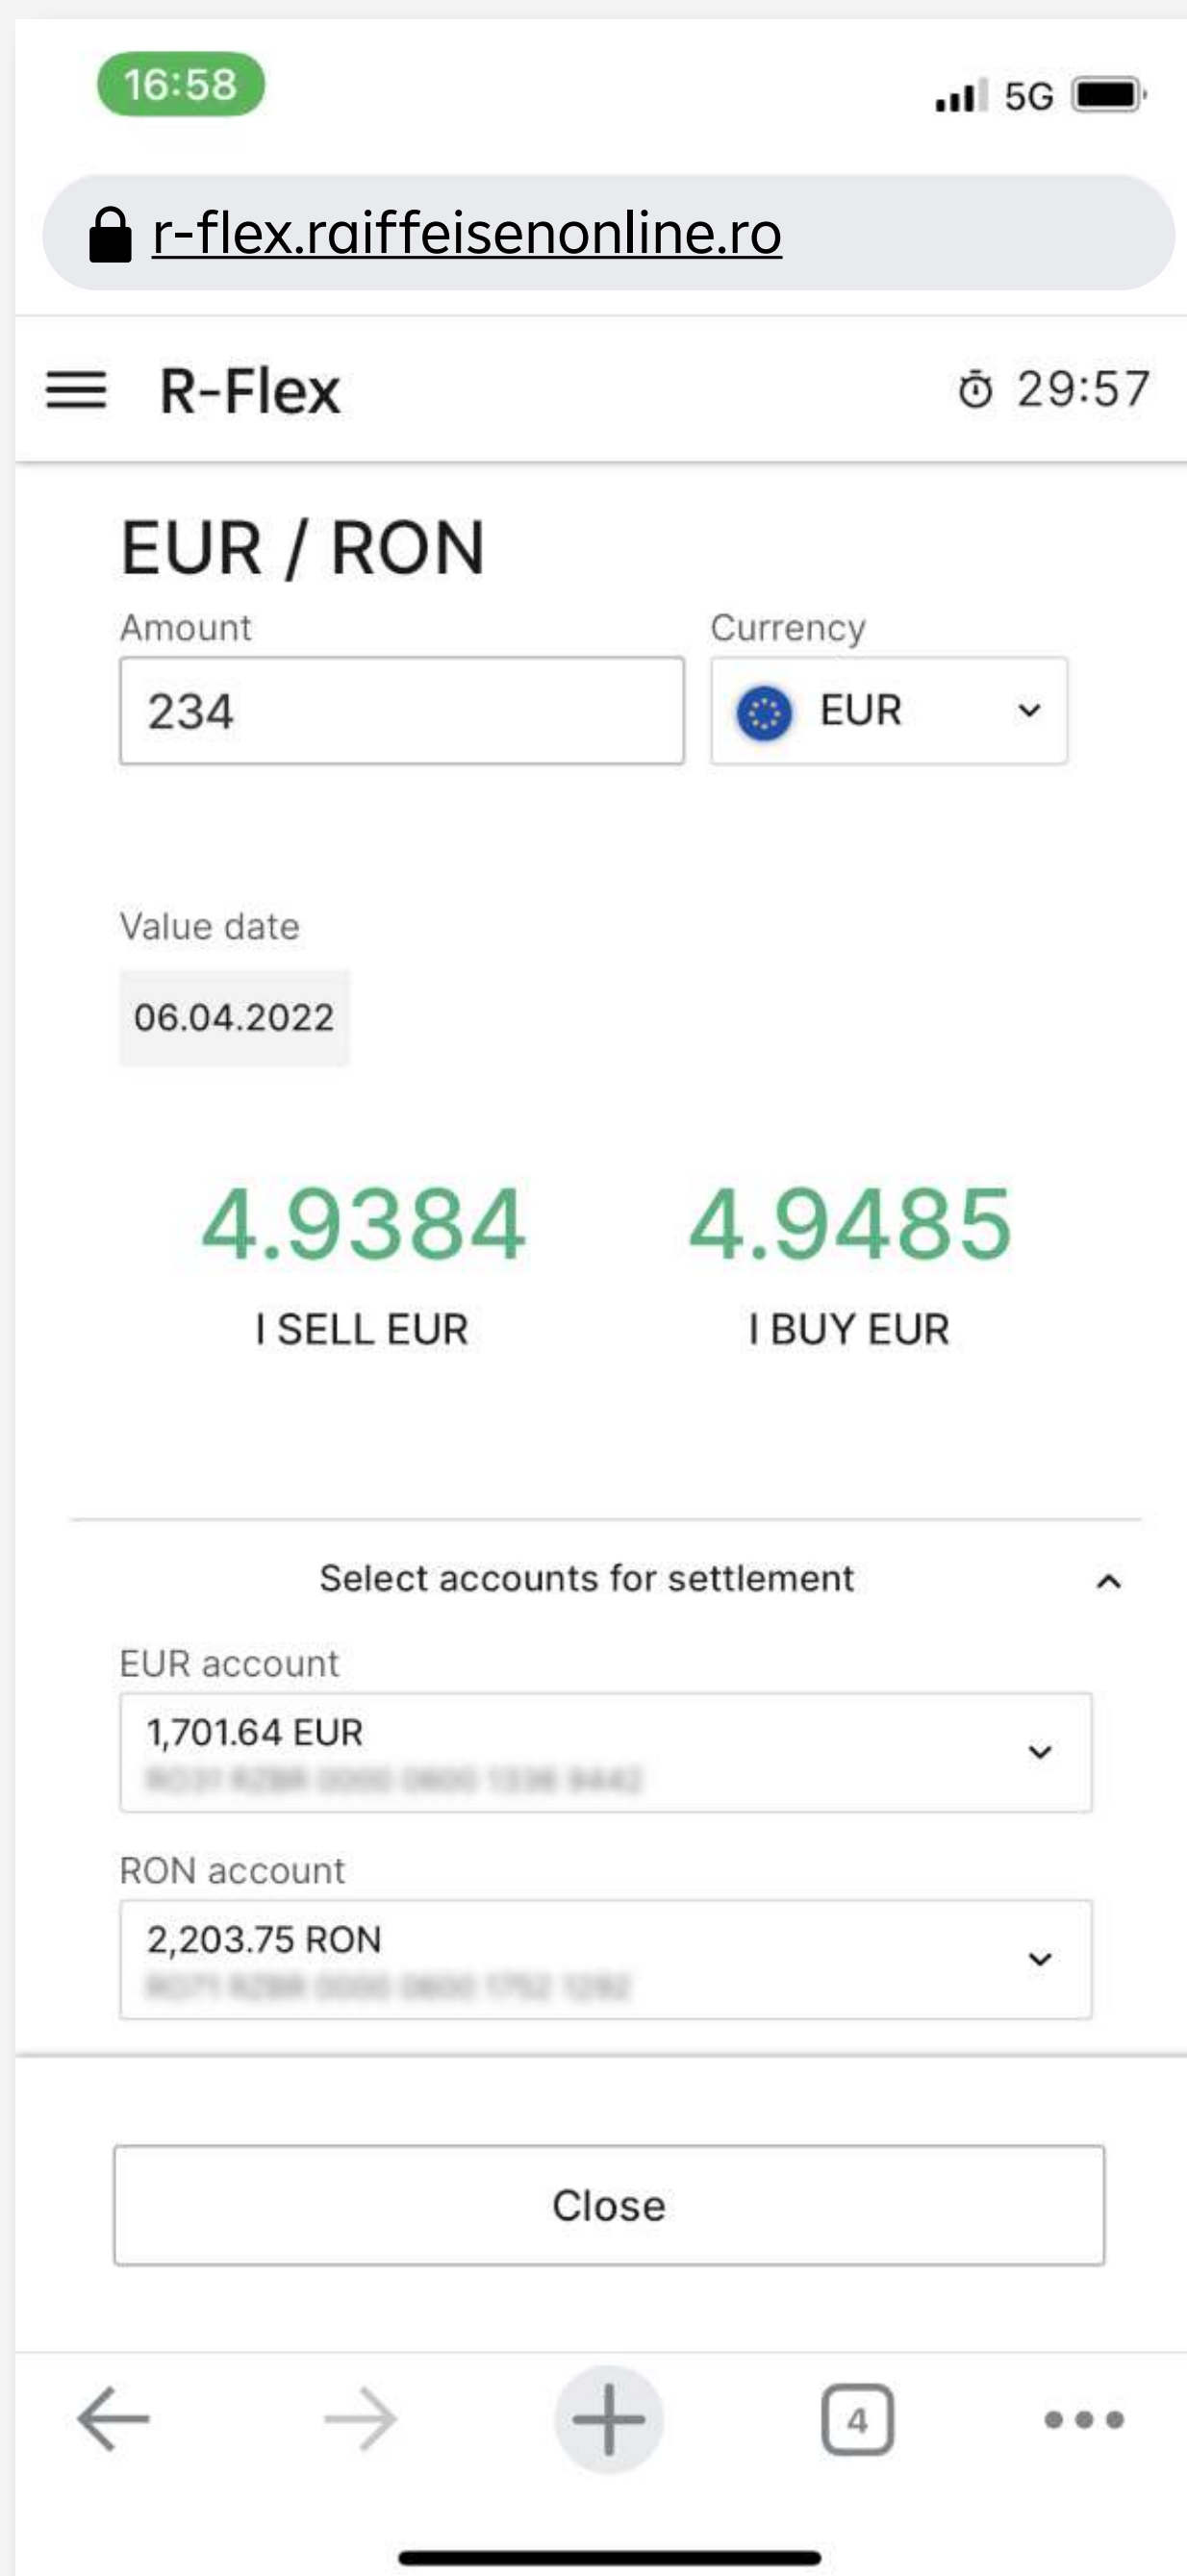 16:58 5G
r-flex.raiffeisenonline.ro
R-Flex 29:57
EUR / RON
Amount Currency
234 EUR
Value date
06.04.2022
4.9384 4.9485
I SELL EUR I BUY EUR
Select accounts for settlement
EUR account
1,701.64 EUR
RON account
2,203.75 RON
Close
4